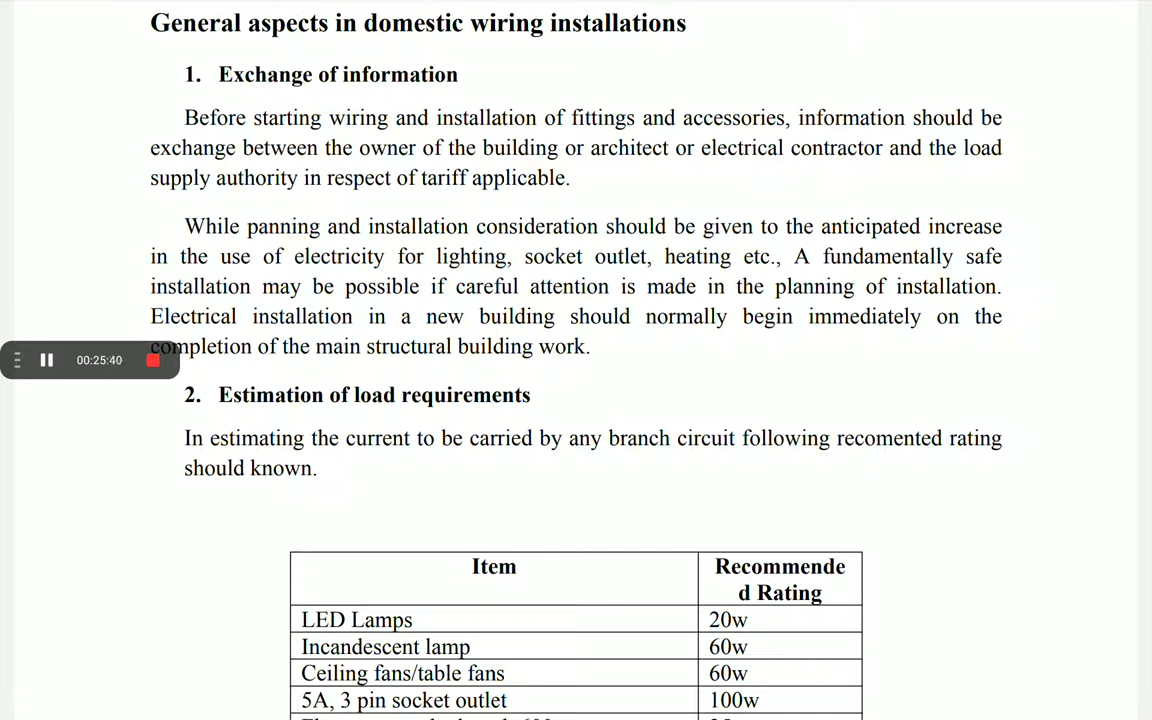 General aspects in domestic wiring installations
1. Exchange of information
Before starting wiring and installation of fittings and accessories, information should be
exchange between the owner of the building or architect or electrical contractor and the load
supply authority in respect of tariff applicable.
While panning and installation consideration should be given to the anticipated increase
in the use of electricity for lighting, socket outlet, heating etc., A fundamentally safe
installation may be possible if careful attention is made in the planning of installation.
Electrical installation in a new building should normally begin immediately on the
completion of the main structural building work.
00:25:40
2. Estimation of load requirements
In estimating the current to be carried by any branch circuit following recomented rating
should known.
Item Recommende
d Rating
LED Lamps 20w
Incandescent lamp 60w
Ceiling fans/table fans 60w
5A, 3 pin socket outlet 100w